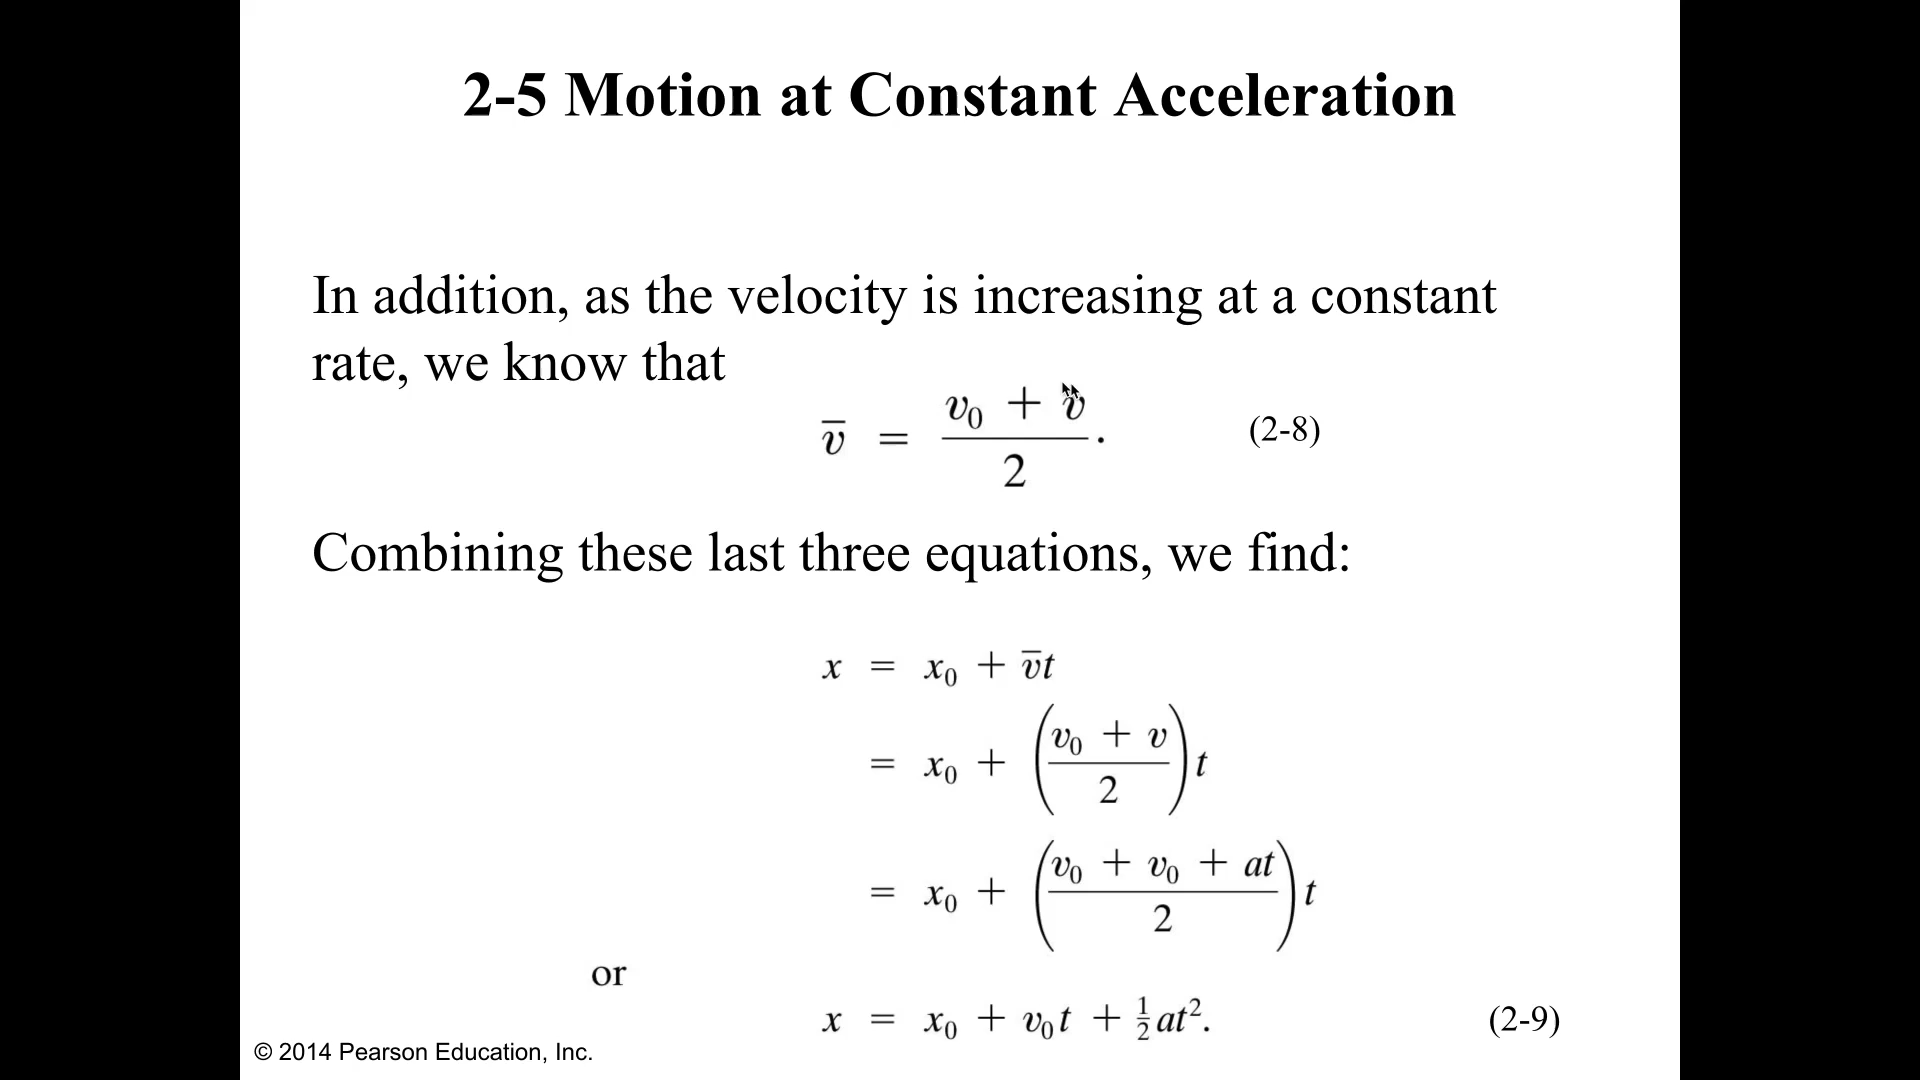 2-5 Motion at Constant Acceleration
In addition, as the velocity is increasing at a constant
rate, we know that
v̄ = (v₀ + v)/2. (2-8)
Combining these last three equations, we find:
x = x₀ + v̄t
= x₀ + ((v₀ + v)/2)t
= x₀ + ((v₀ + v₀ + at)/2)t
or
x = x₀ + v₀t + ½at². (2-9)
© 2014 Pearson Education, Inc.